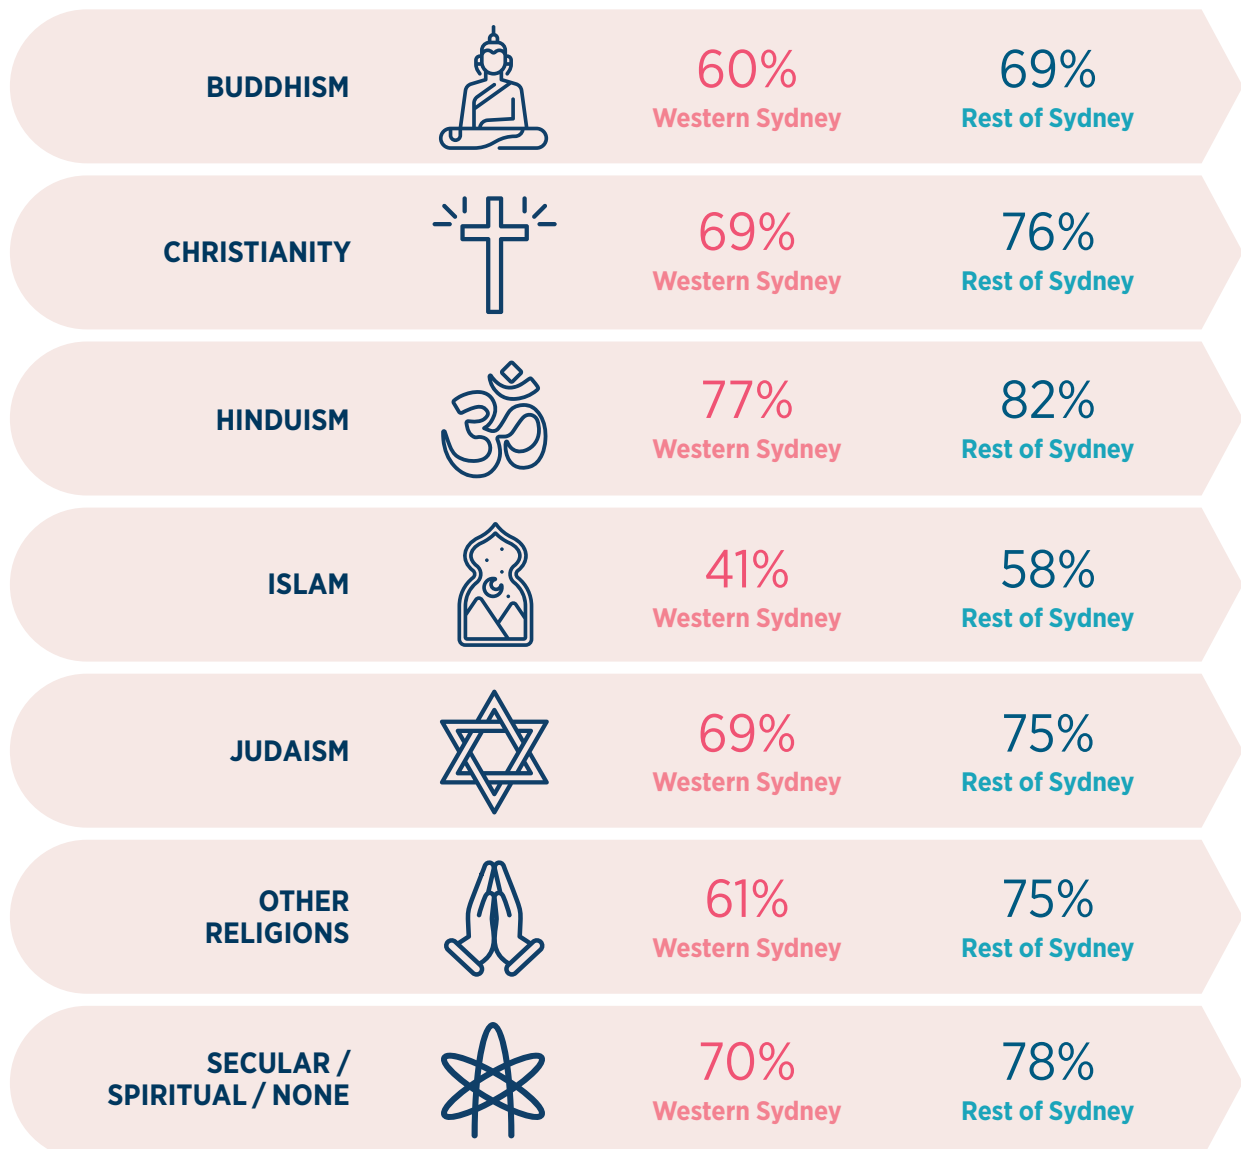 BUDDHISM
60%
Western Sydney
69%
Rest of Sydney
CHRISTIANITY
69%
Western Sydney
76%
Rest of Sydney
HINDUISM
77%
Western Sydney
82%
Rest of Sydney
ISLAM
41%
Western Sydney
58%
Rest of Sydney
JUDAISM
69%
Western Sydney
75%
Rest of Sydney
OTHER
RELIGIONS
61%
Western Sydney
75%
Rest of Sydney
SECULAR /
SPIRITUAL / NONE
70%
Western Sydney
78%
Rest of Sydney